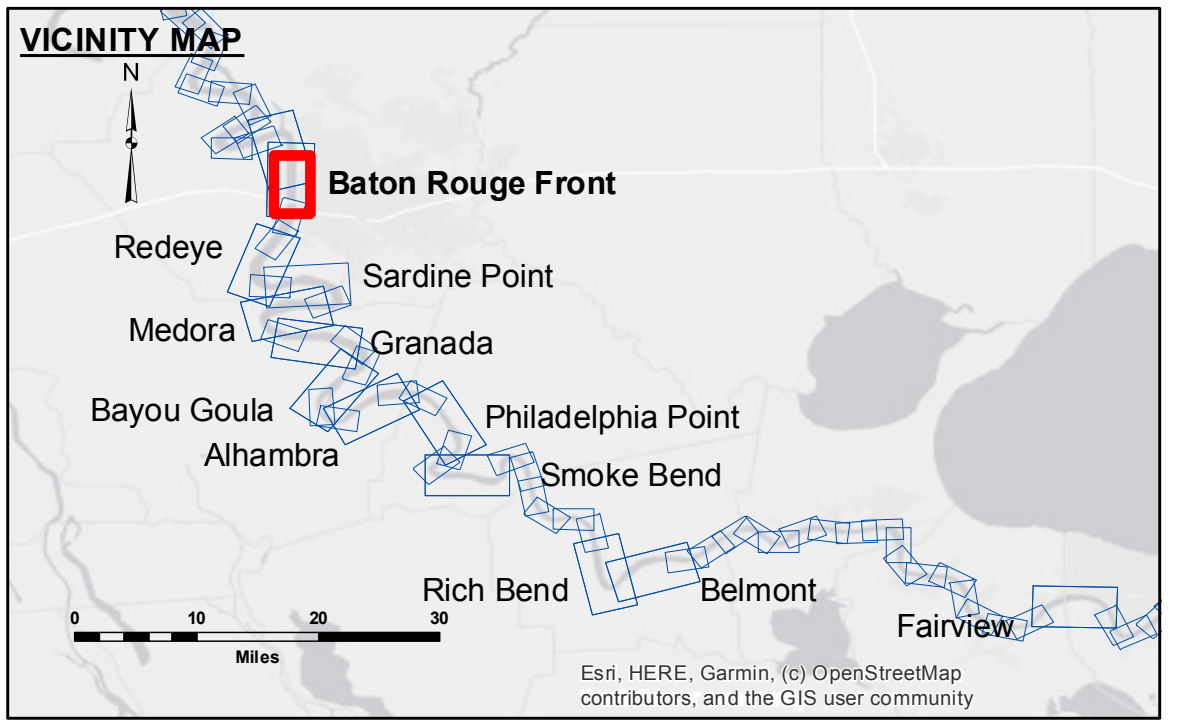 VICINITY MAP
N
Baton Rouge Front
Redeye
Sardine Point
Medora
Granada
Bayou Goula
Philadelphia Point
Alhambra
Smoke Bend
Rich Bend
Belmont
Fairview
0 10 20 30
Miles
Esri, HERE, Garmin, (c) OpenStreetMap
contributors, and the GIS user community